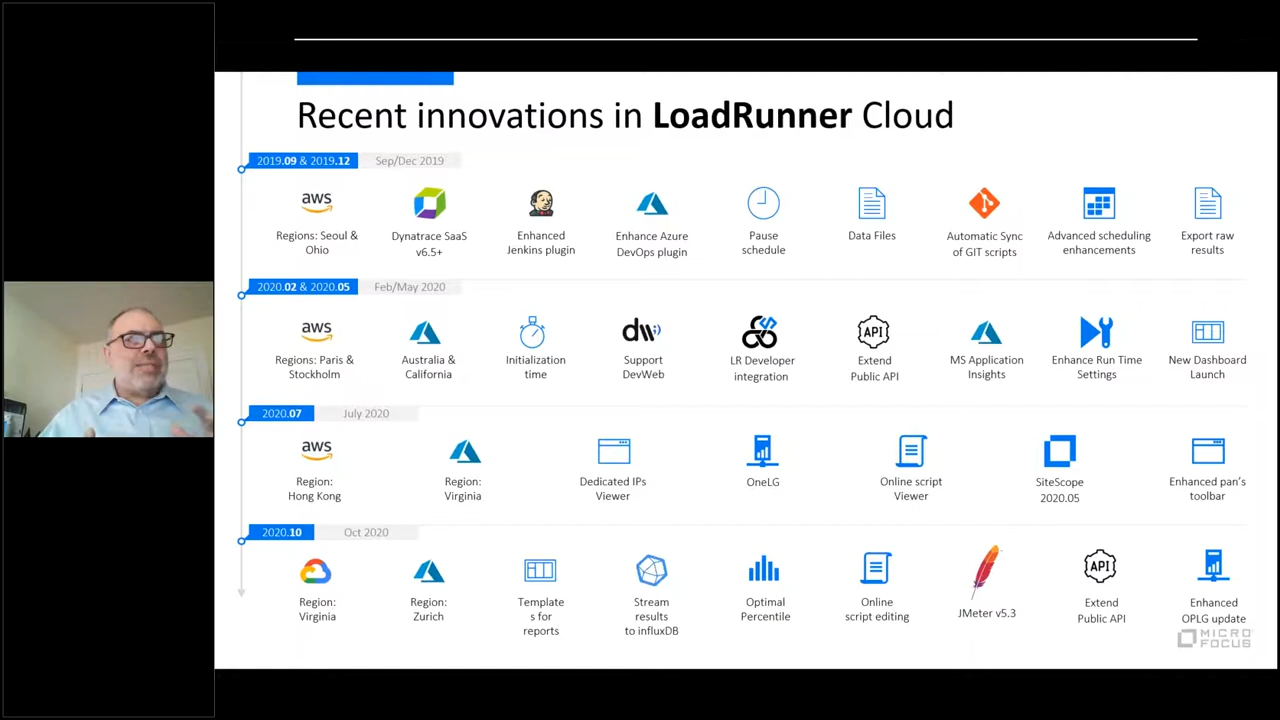 Recent innovations in LoadRunner Cloud
2019.09 & 2019.12
Sep/Dec 2019
aws
Regions: Seoul &
Ohio
Dynatrace SaaS
v6.5+
Enhanced
Jenkins plugin
Enhance Azure
DevOps plugin
Pause
schedule
Data Files
Automatic Sync
of GIT scripts
Advanced scheduling
enhancements
Export raw
results
2020.02 & 2020.05
Feb/May 2020
aws
Regions: Paris &
Stockholm
Australia &
California
Initialization
time
dw
Support
DevWeb
LR Developer
integration
API
Extend
Public API
MS Application
Insights
Enhance Run Time
Settings
New Dashboard
Launch
2020.07
July 2020
aws
Region:
Hong Kong
Region:
Virginia
Dedicated IPs
Viewer
OneLG
Online script
Viewer
SiteScope
2020.05
Enhanced pan's
toolbar
2020.10
Oct 2020
Region:
Virginia
Region:
Zurich
Template
s for
reports
Stream
results
to influxDB
Optimal
Percentile
Online
script editing
JMeter v5.3
API
Extend
Public API
Enhanced
OPLG update
MICRO
FOCUS